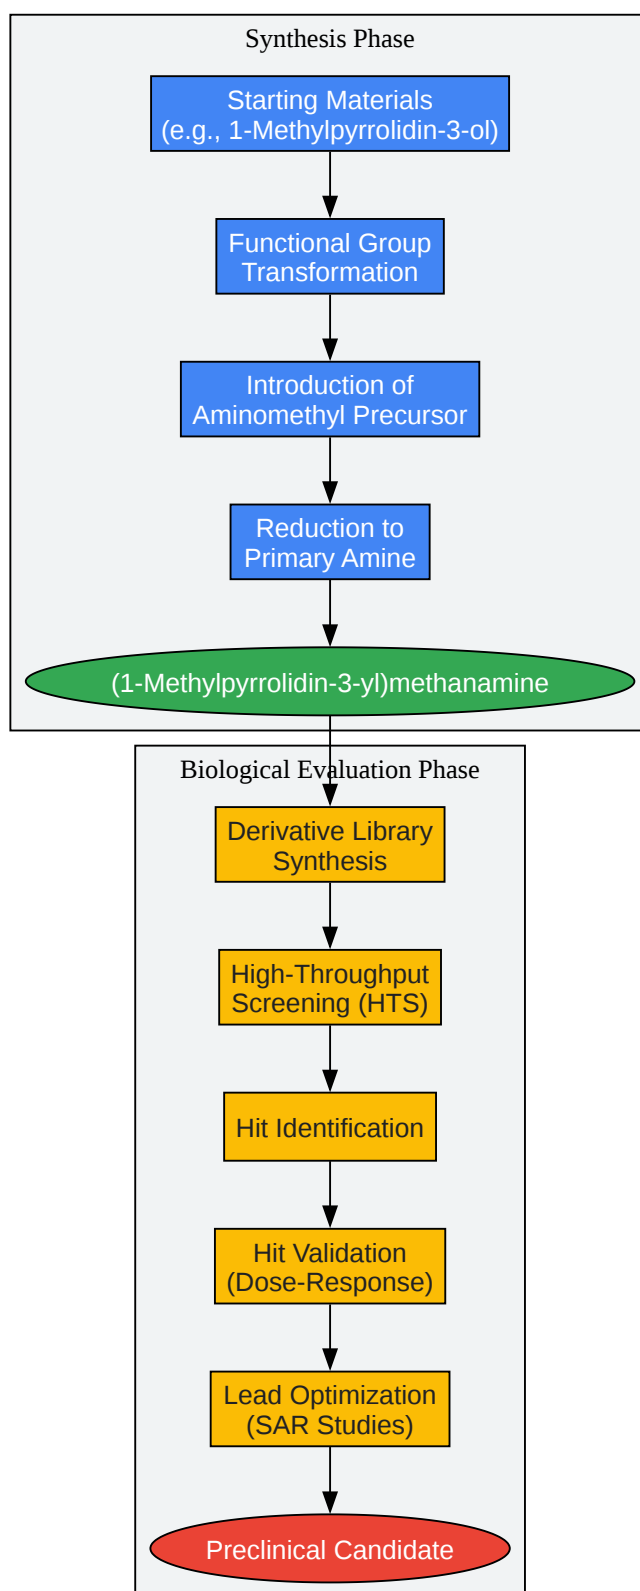 Synthesis Phase
Starting Materials
(e.g., 1-Methylpyrrolidin-3-ol)
Functional Group
Transformation
Introduction of
Aminomethyl Precursor
Reduction to
Primary Amine
(1-Methylpyrrolidin-3-yl)methanamine
Biological Evaluation Phase
Derivative Library
Synthesis
High-Throughput
Screening (HTS)
Hit Identification
Hit Validation
(Dose-Response)
Lead Optimization
(SAR Studies)
Preclinical Candidate